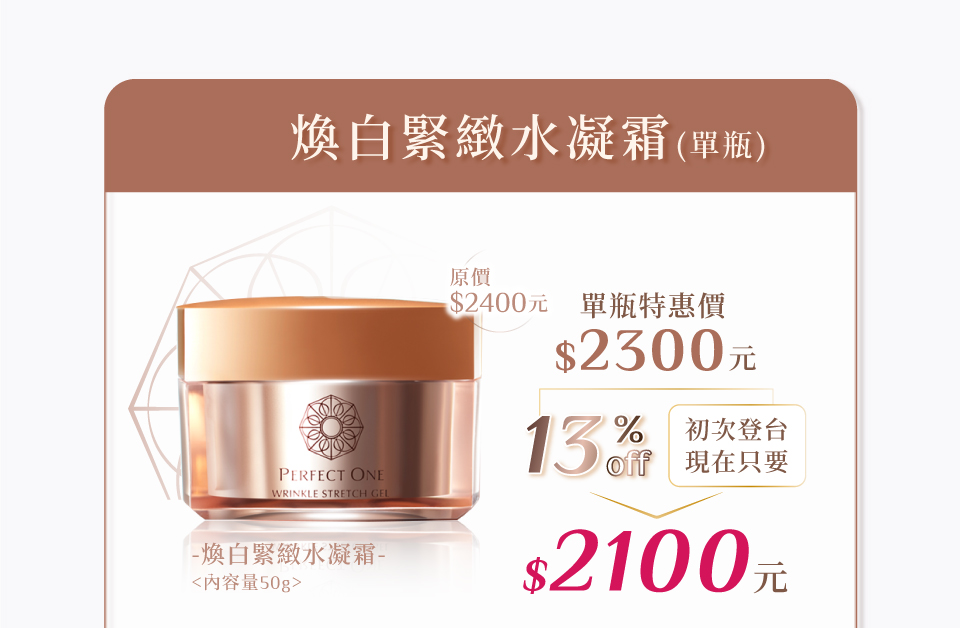 煥白緊緻水凝霜(單瓶)
原價
$2400元
單瓶特惠價
$2300元
13%off
初次登台
現在只要
$2100元
PERFECT ONE
WRINKLE STRETCH GEL
-煥白緊緻水凝霜-
<內容量50g>